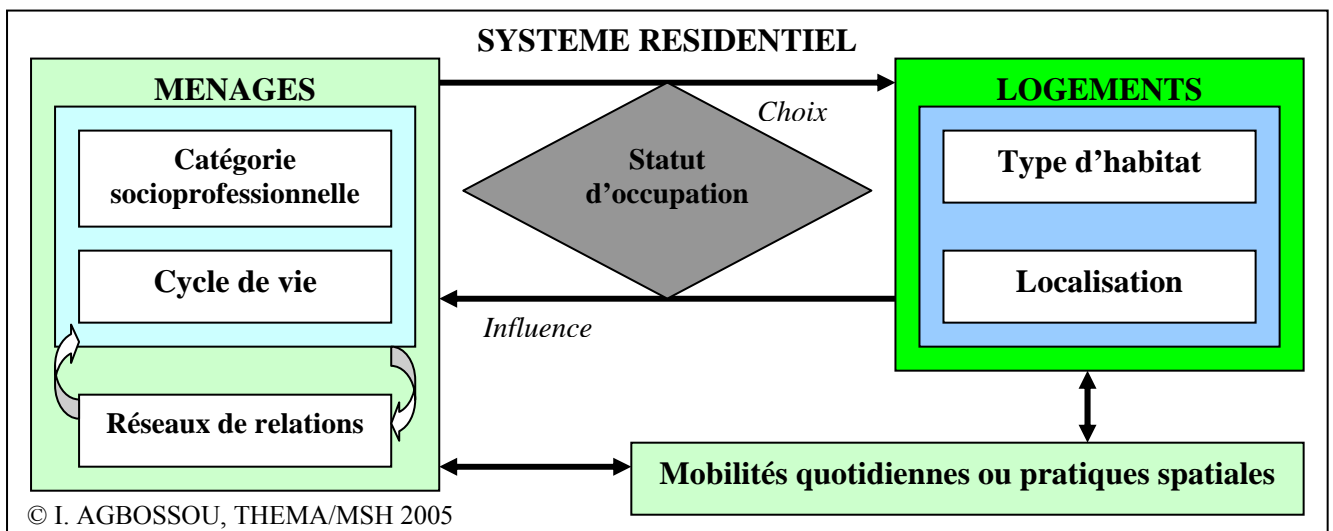 SYSTEME RESIDENTIEL
MENAGES
Catégorie
socioprofessionnelle
Cycle de vie
Réseaux de relations
Choix
Statut
d’occupation
Influence
LOGEMENTS
Type d’habitat
Localisation
Mobilités quotidiennes ou pratiques spatiales
© I. AGBOSSOU, THEMA/MSH 2005